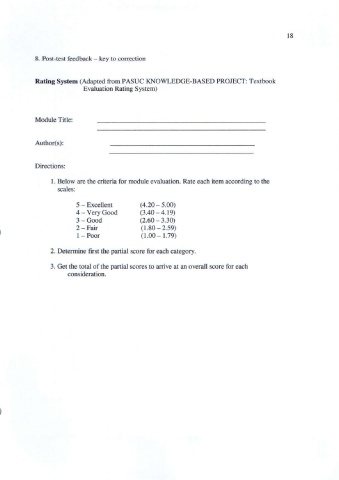 18
8. Post-test feedback – key to correction
Rating System (Adapted from PASUC KNOWLEDGE-BASED PROJECT: Textbook
Evaluation Rating System)
Module Title:
Author(s):
Directions:
1. Below are the criteria for module evaluation. Rate each item according to the
scales:
5 – Excellent (4.20 – 5.00)
4 – Very Good (3.40 – 4.19)
3 – Good (2.60 – 3.30)
2 – Fair (1.80 – 2.59)
1 – Poor (1.00 – 1.79)
2. Determine first the partial score for each category.
3. Get the total of the partial scores to arrive at an overall score for each
consideration.